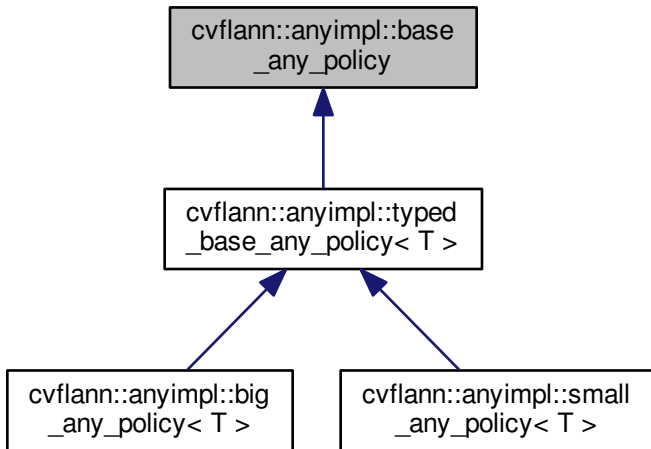 cvflann::anyimpl::base
_any_policy
cvflann::anyimpl::typed
_base_any_policy< T >
cvflann::anyimpl::big
_any_policy< T >
cvflann::anyimpl::small
_any_policy< T >